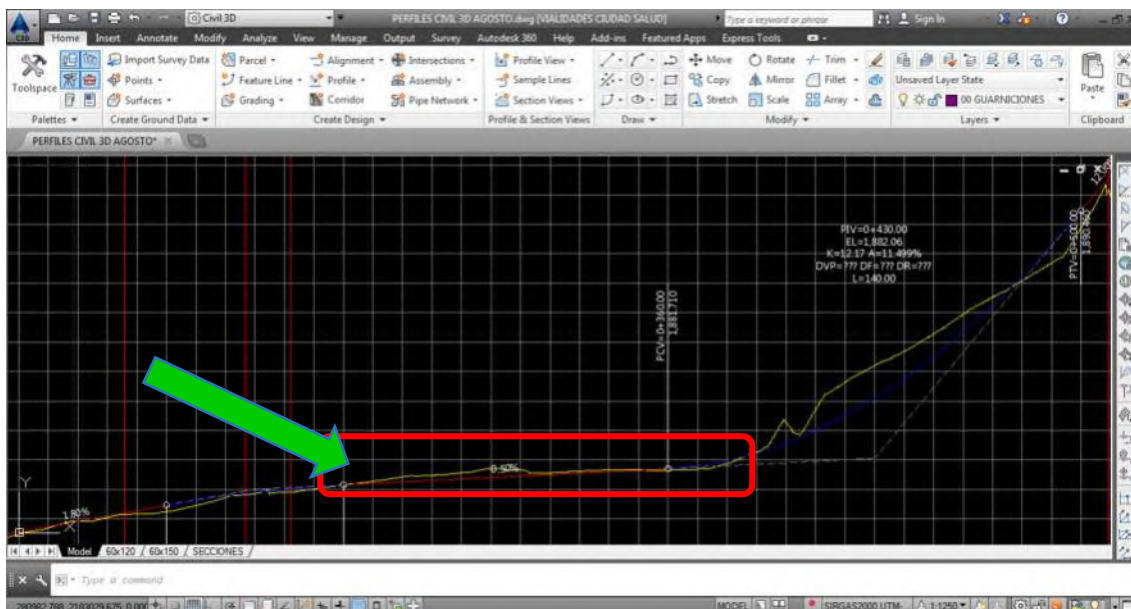 Civil 3D
PERFILES CIVIL 3D AGOSTO.dwg [VIALIDADES CIUDAD SALUD]
Type a keyword or phrase
Sign In
C3D
Home Insert Annotate Modify Analyze View Manage Output Survey Autodesk 360 Help Add-ins Featured Apps Express Tools
Toolspace
Import Survey Data
Points
Surfaces
Parcel
Feature Line
Grading
Alignment
Profile
Corridor
Intersections
Assembly
Pipe Network
Profile View
Sample Lines
Section Views
Move Rotate Trim
Copy Mirror Fillet
Stretch Scale Array
Unsaved Layer State
00 GUARNICIONES
Paste
Palettes Create Ground Data Create Design Profile & Section Views Draw Modify Layers Clipboard
PERFILES CIVIL 3D AGOSTO*
PIV=0+430.00
EL=1,882.06
K=12.17 A=11.499%
DVP=??? DF=??? DR=???
L=140.00
PTV=0+500.00
PCV=0+360.00
1,881.710
0.50%
1.80%
Y
X
Model 60x120 / 60x150 / SECCIONES
Type a command
MODEL
1:1250